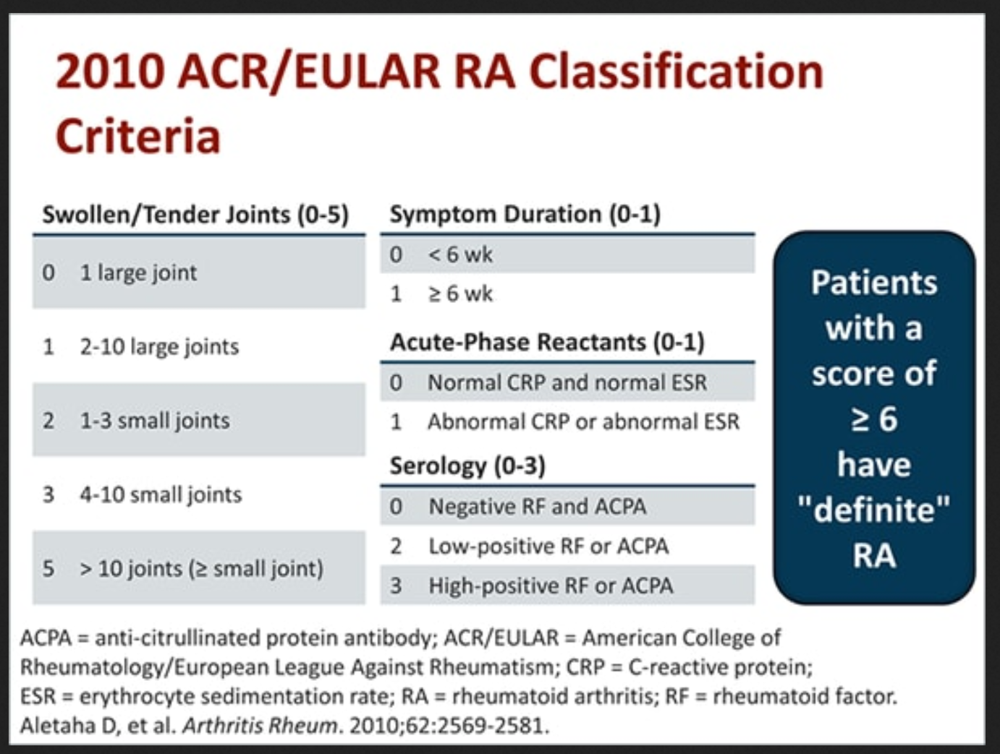 2010 ACR/EULAR RA Classification
Criteria
Swollen/Tender Joints (0-5)
0 1 large joint
1 2-10 large joints
2 1-3 small joints
3 4-10 small joints
5 > 10 joints (≥ small joint)
Symptom Duration (0-1)
0 < 6 wk
1 ≥ 6 wk
Acute-Phase Reactants (0-1)
0 Normal CRP and normal ESR
1 Abnormal CRP or abnormal ESR
Serology (0-3)
0 Negative RF and ACPA
2 Low-positive RF or ACPA
3 High-positive RF or ACPA
Patients
with a
score of
≥ 6
have
"definite"
RA
ACPA = anti-citrullinated protein antibody; ACR/EULAR = American College of
Rheumatology/European League Against Rheumatism; CRP = C-reactive protein;
ESR = erythrocyte sedimentation rate; RA = rheumatoid arthritis; RF = rheumatoid factor.
Aletaha D, et al. Arthritis Rheum. 2010;62:2569-2581.